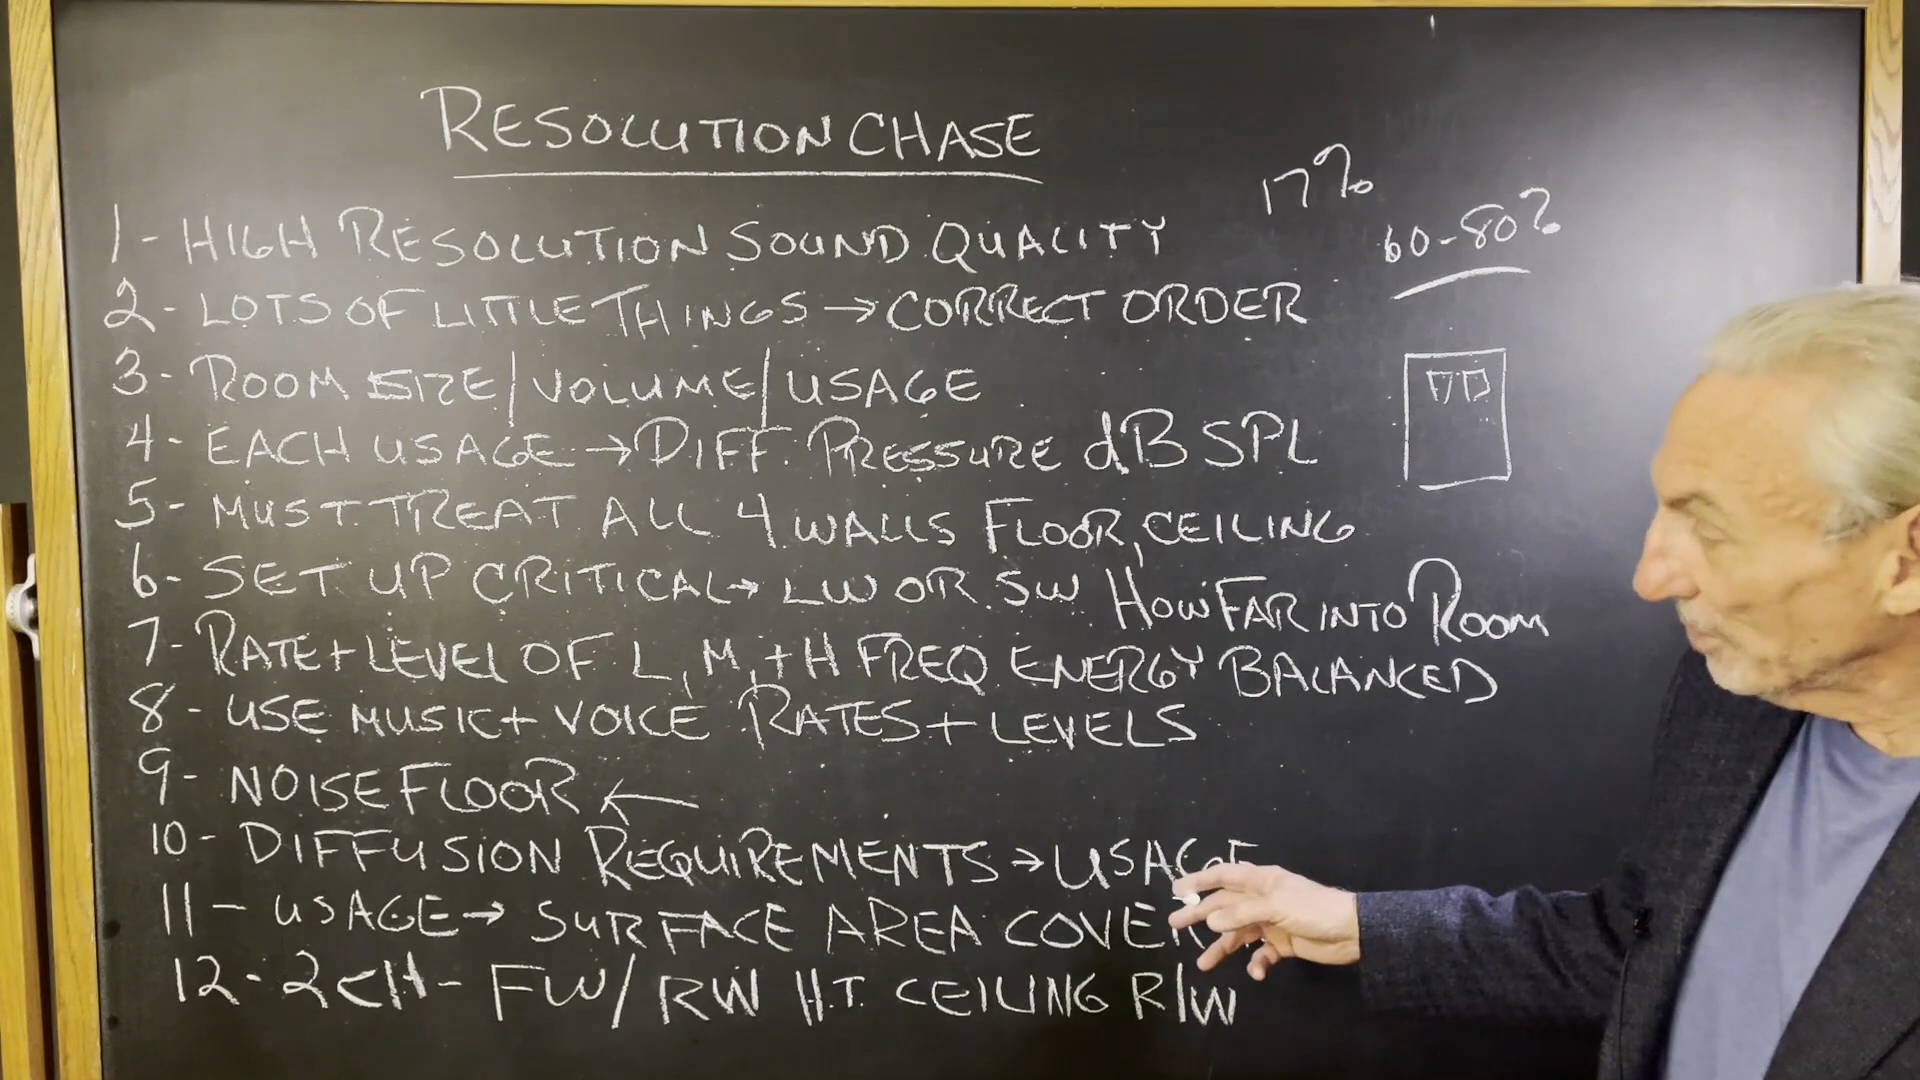 RESOLUTION CHASE
17%
60-80%
1- HIGH RESOLUTION SOUND QUALITY
2- LOTS OF LITTLE THINGS → CORRECT ORDER
3- ROOM SIZE/VOLUME/USAGE
4- EACH USAGE → DIFF. PRESSURE dB SPL
5- MUST TREAT ALL 4 WALLS FLOOR, CEILING
6- SET UP CRITICAL → LW OR SW HOW FAR INTO ROOM
7- RATE + LEVEL OF L, M, + H FREQ ENERGY BALANCED
8- USE MUSIC + VOICE RATES + LEVELS
9- NOISE FLOOR ←
10- DIFFUSION REQUIREMENTS → USAGE
11- USAGE → SURFACE AREA COVER
12- 2CH- FW/RW H.T. CEILING R/W